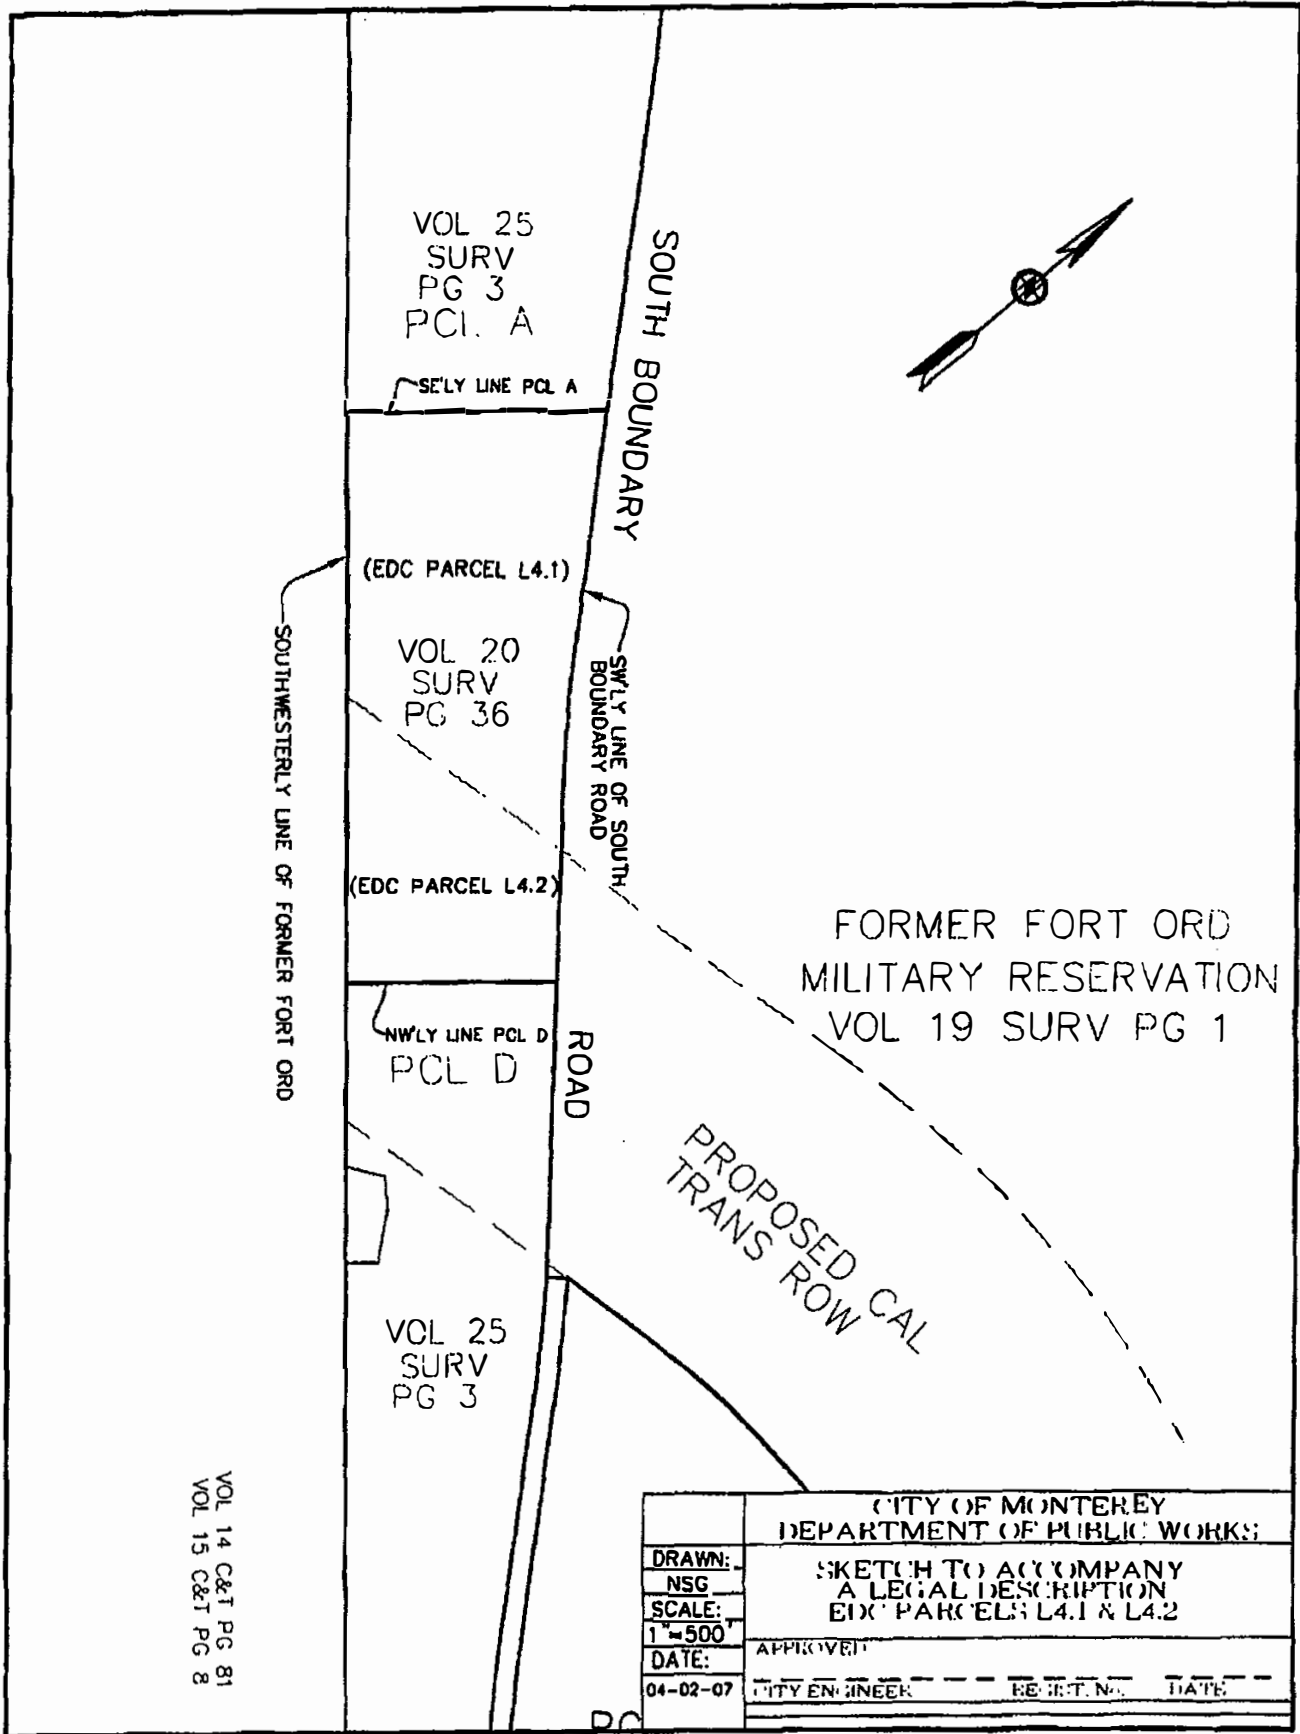 VOL 25
SURV
PG 3
PCL. A
SE'LY LINE PCL A
SOUTH BOUNDARY
(EDC PARCEL L4.1)
VOL 20
SURV
PG 36
SW'LY LINE OF SOUTH
BOUNDARY ROAD
SOUTHWESTERLY LINE OF FORMER FORT ORD
(EDC PARCEL L4.2)
FORMER FORT ORD
MILITARY RESERVATION
VOL 19 SURV PG 1
NW'LY LINE PCL D
PCL D
ROAD
PROPOSED CAL
TRANS ROW
VOL 25
SURV
PG 3
VOL 14 C&T PG 81
VOL 15 C&T PG 8
CITY OF MONTEREY
DEPARTMENT OF PUBLIC WORKS
DRAWN:
NSG
SCALE:
1"=500'
DATE:
04-02-07
SKETCH TO ACCOMPANY
A LEGAL DESCRIPTION
EDC PARCELS L4.1 & L4.2
APPROVED
CITY ENGINEER REGIST. NO. DATE